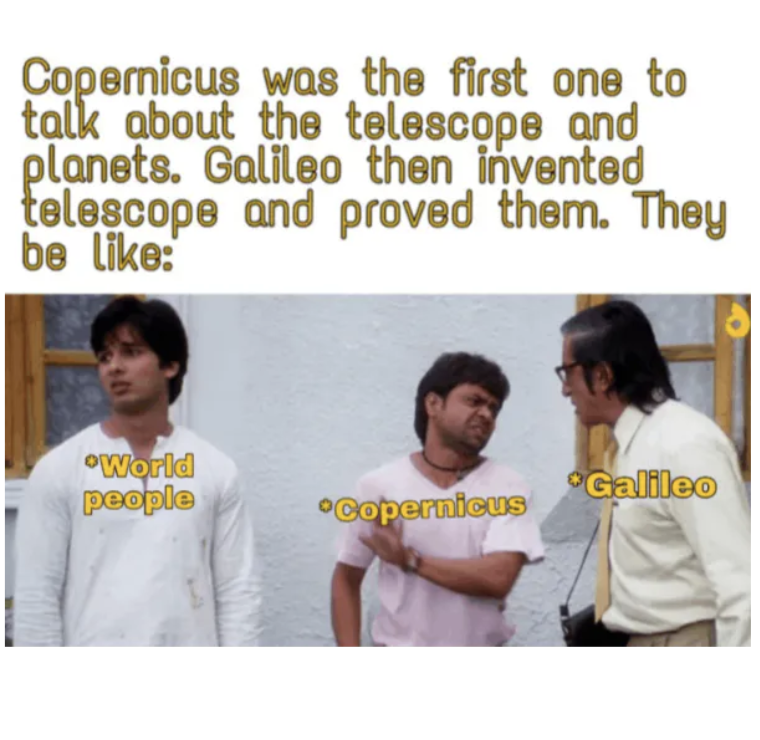 Copernicus was the first one to
talk about the telescope and
planets. Galileo then invented
telescope and proved them. They
be like:
*World
people
*Copernicus
*Galileo